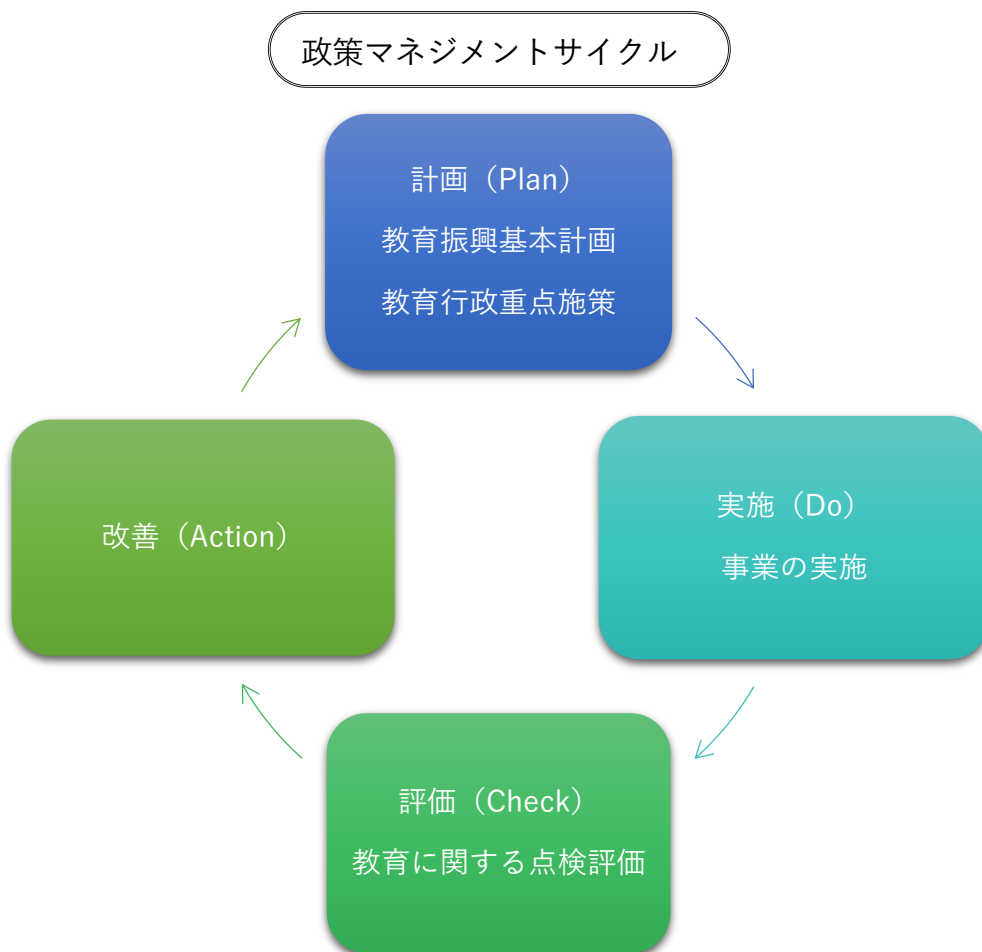 政策マネジメントサイクル
計画（Plan）
教育振興基本計画
教育行政重点施策
実施（Do）
事業の実施
評価（Check）
教育に関する点検評価
改善（Action）